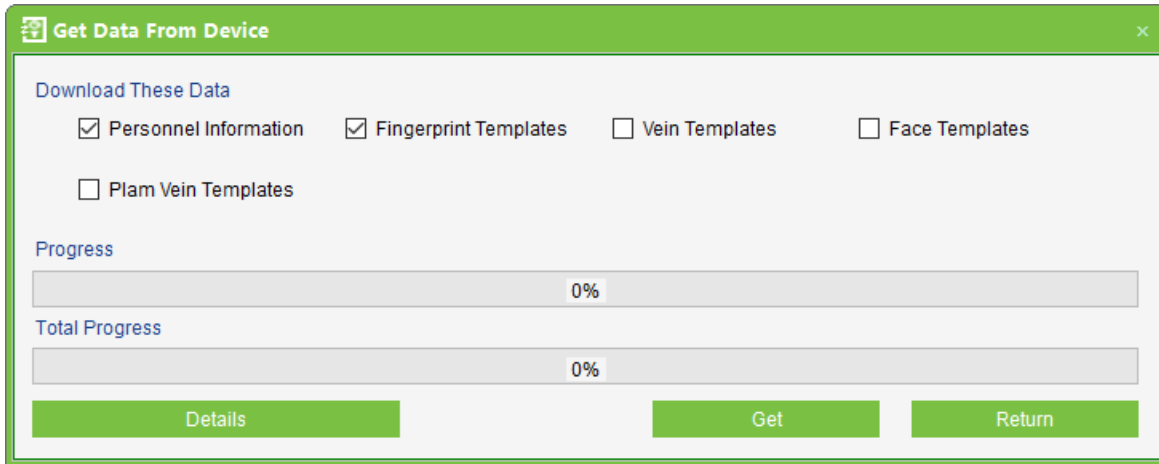 Get Data From Device
Download These Data
Personnel Information Fingerprint Templates Vein Templates Face Templates
Plam Vein Templates
Progress
0%
Total Progress
0%
Details Get Return